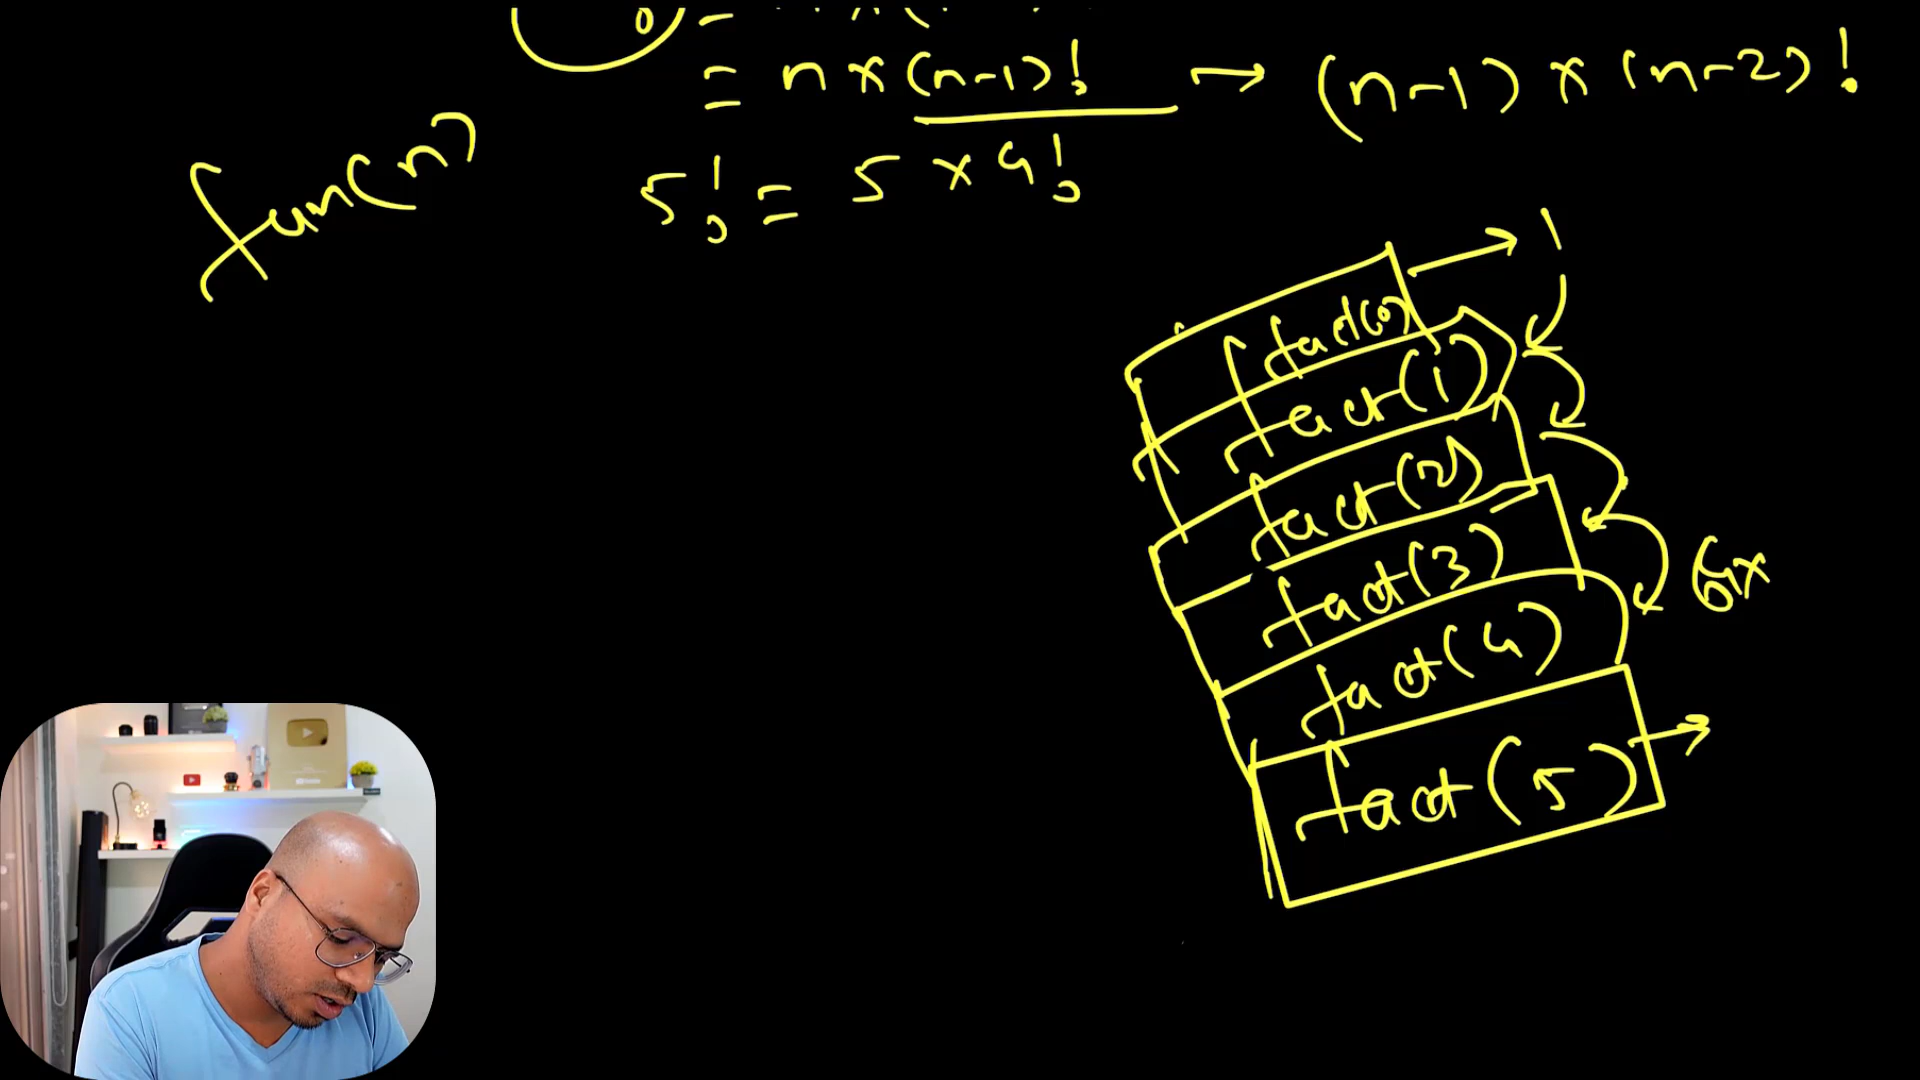 = n x (n-1)! → (n-1) x (n-2)!
fun(n)
5! = 5 x 4!
→ 1
fact(0)
fact(1)
fact(2)
fact(3)
fact(4)
fact(5) →